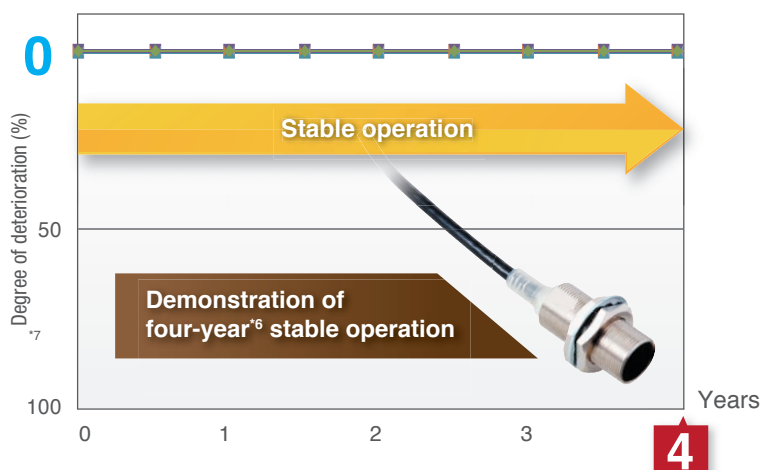 0
Stable operation
Degree of deterioration (%)
*7
50
Demonstration of
four-year*6 stable operation
100
Years
0 1 2 3 4